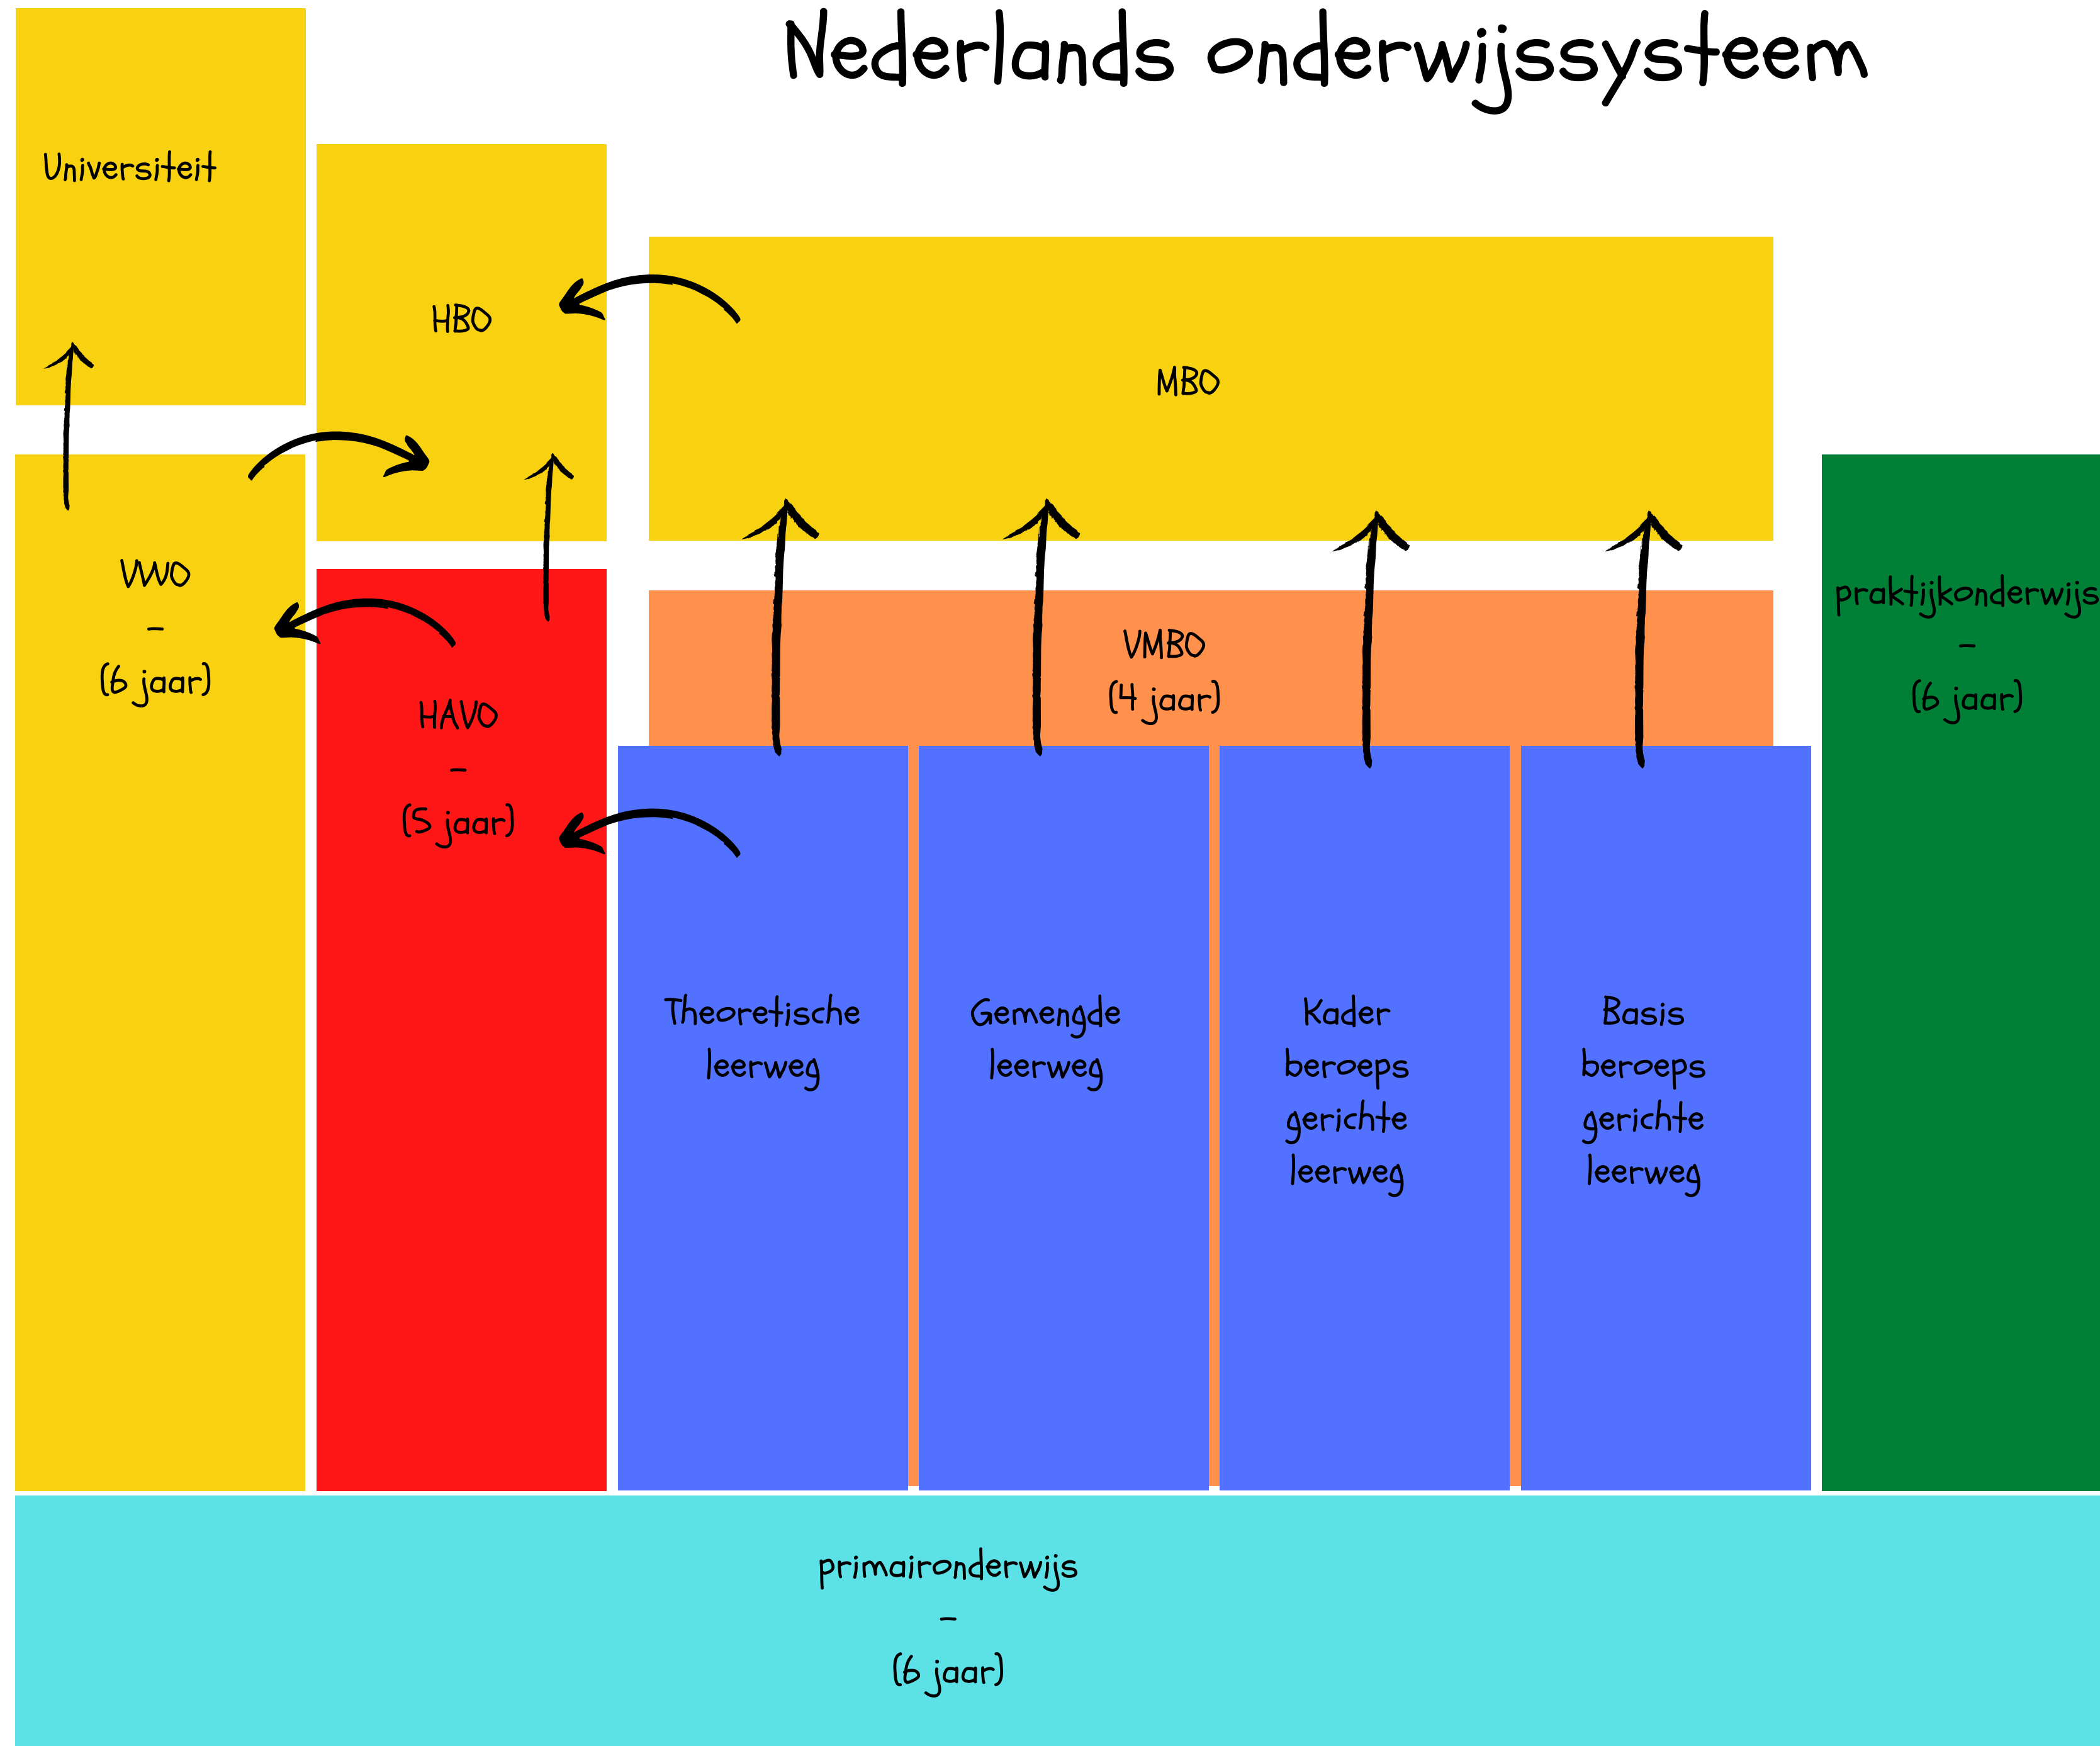 Nederlands onderwijssysteem
Universiteit
HBO
MBO
VWO
-
(6 jaar)
HAVO
-
(5 jaar)
VMBO
(4 jaar)
praktijkonderwijs
-
(6 jaar)
Theoretische
leerweg
Gemengde
leerweg
Kader
beroeps
gerichte
leerweg
Basis
beroeps
gerichte
leerweg
primaironderwijs
-
(6 jaar)